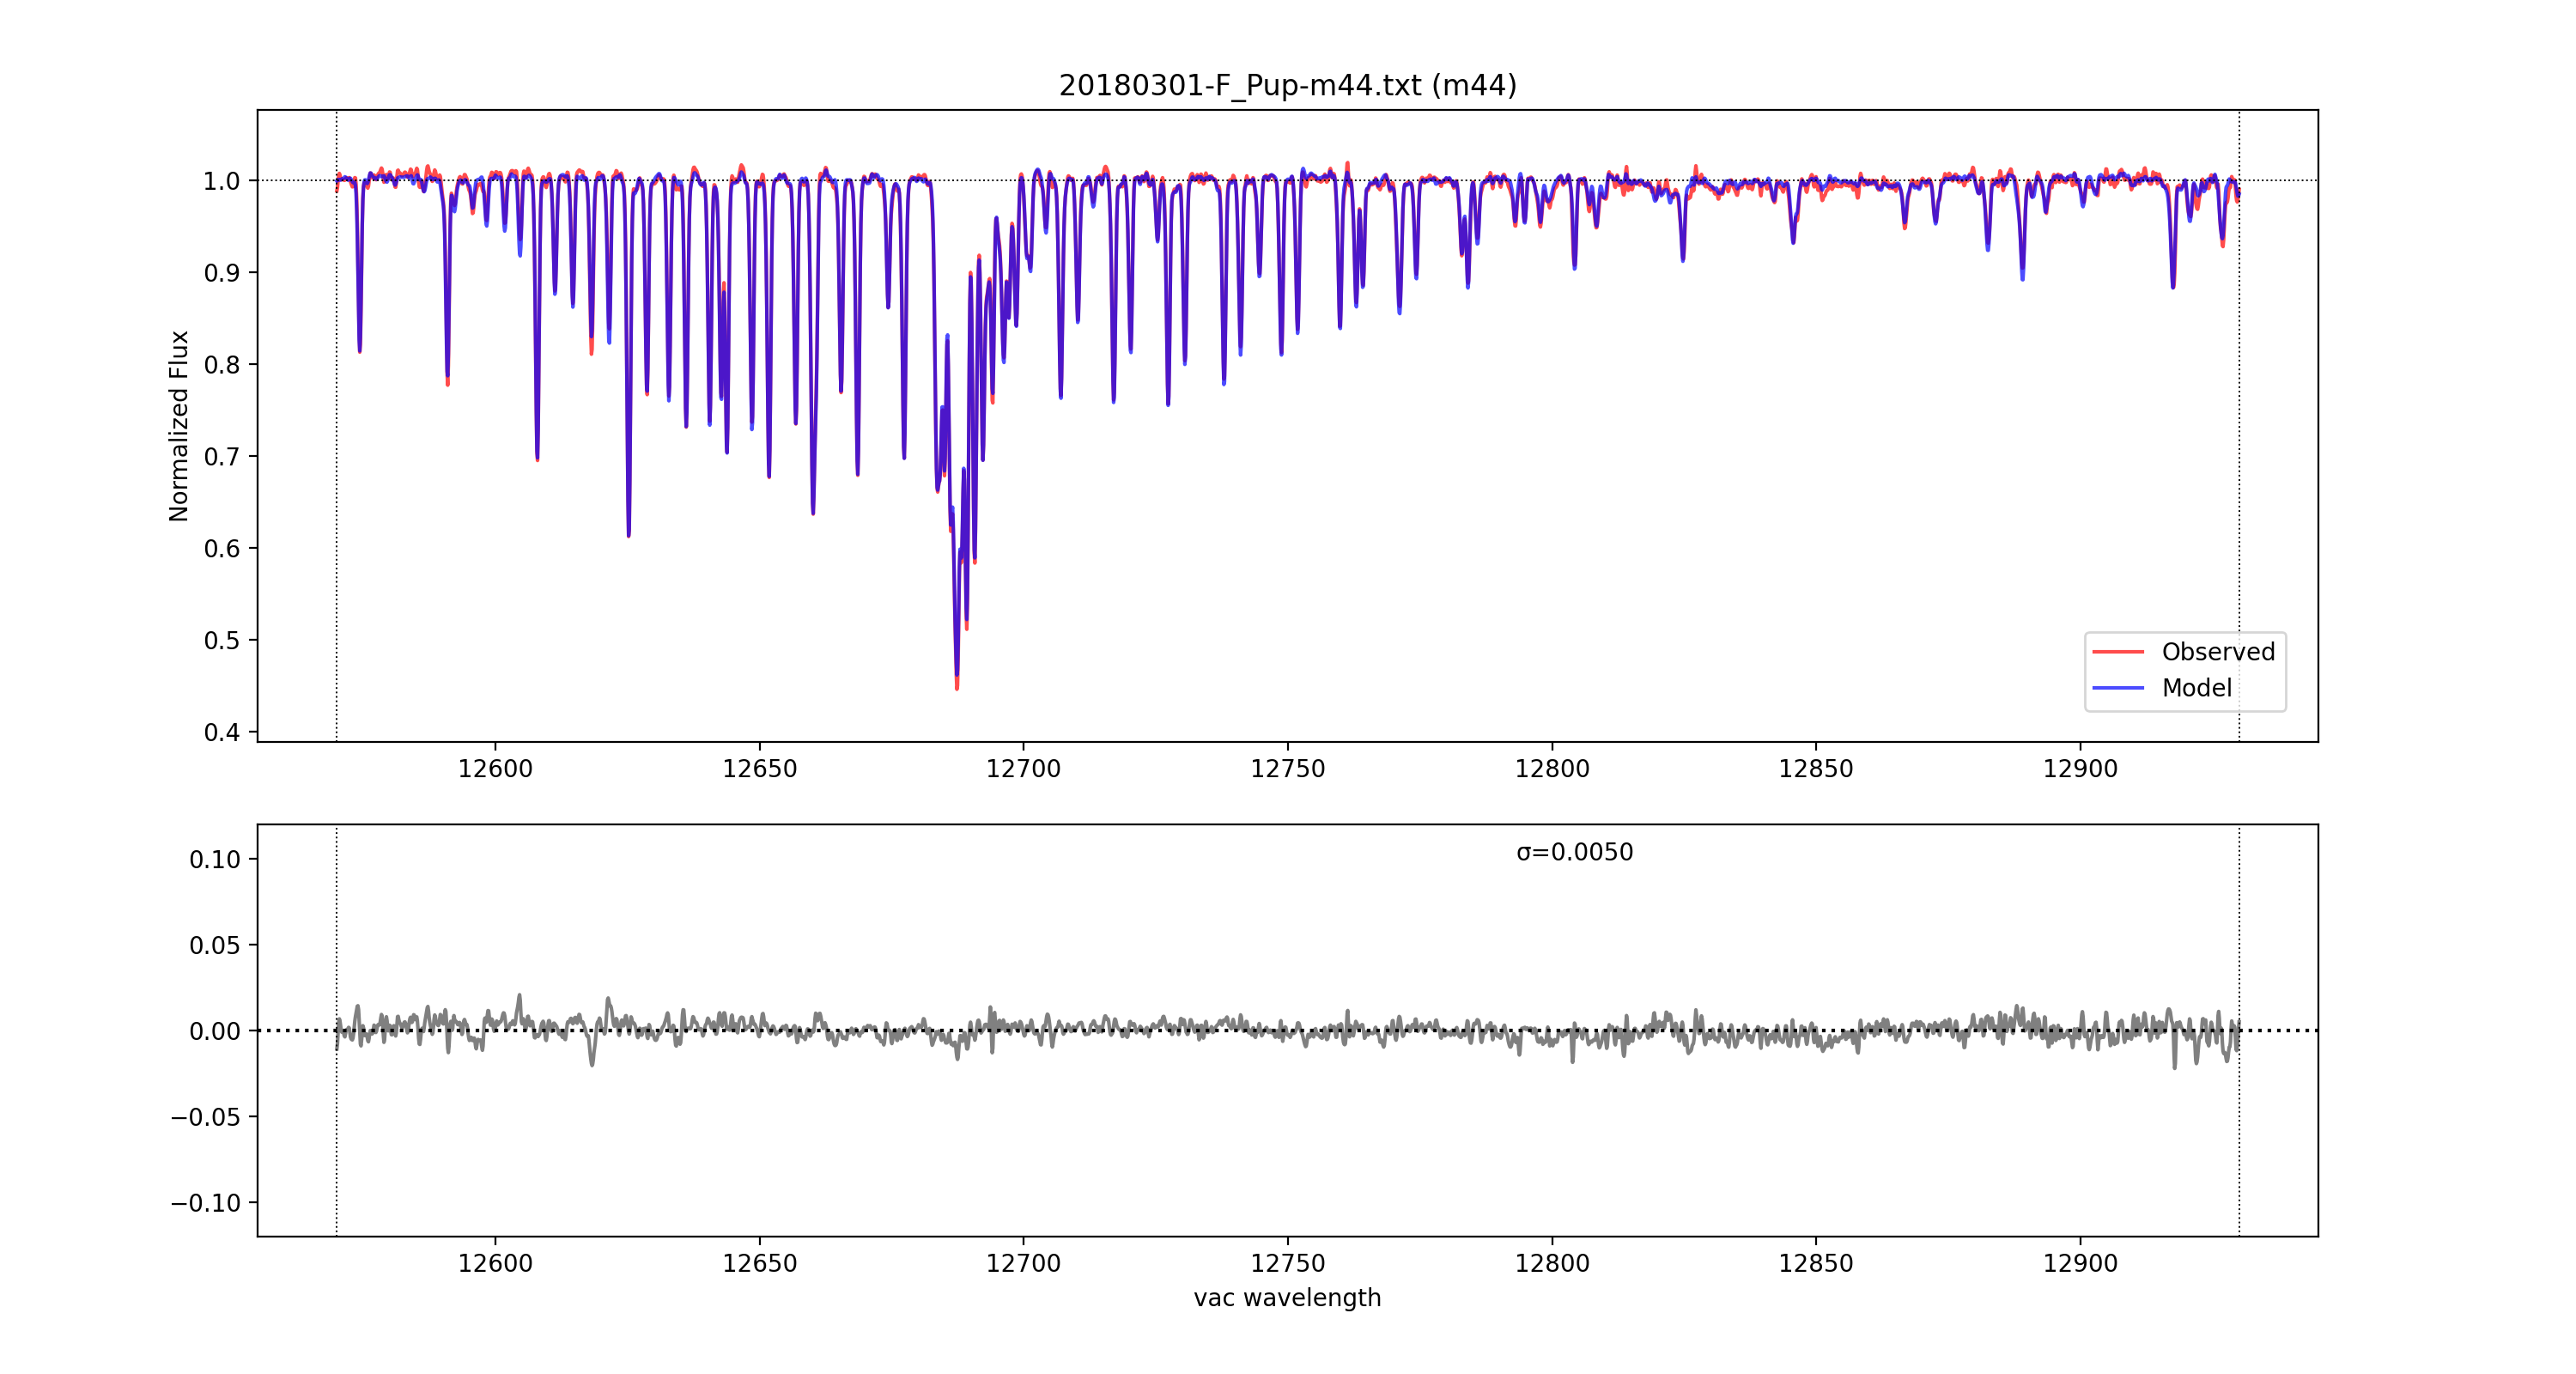 20180301-F_Pup-m44.txt (m44)
Normalized Flux
1.0
0.9
0.8
0.7
0.6
0.5
0.4
Observed
Model
12600 12650 12700 12750 12800 12850 12900
σ=0.0050
0.10
0.05
0.00
−0.05
−0.10
12600 12650 12700 12750 12800 12850 12900
vac wavelength